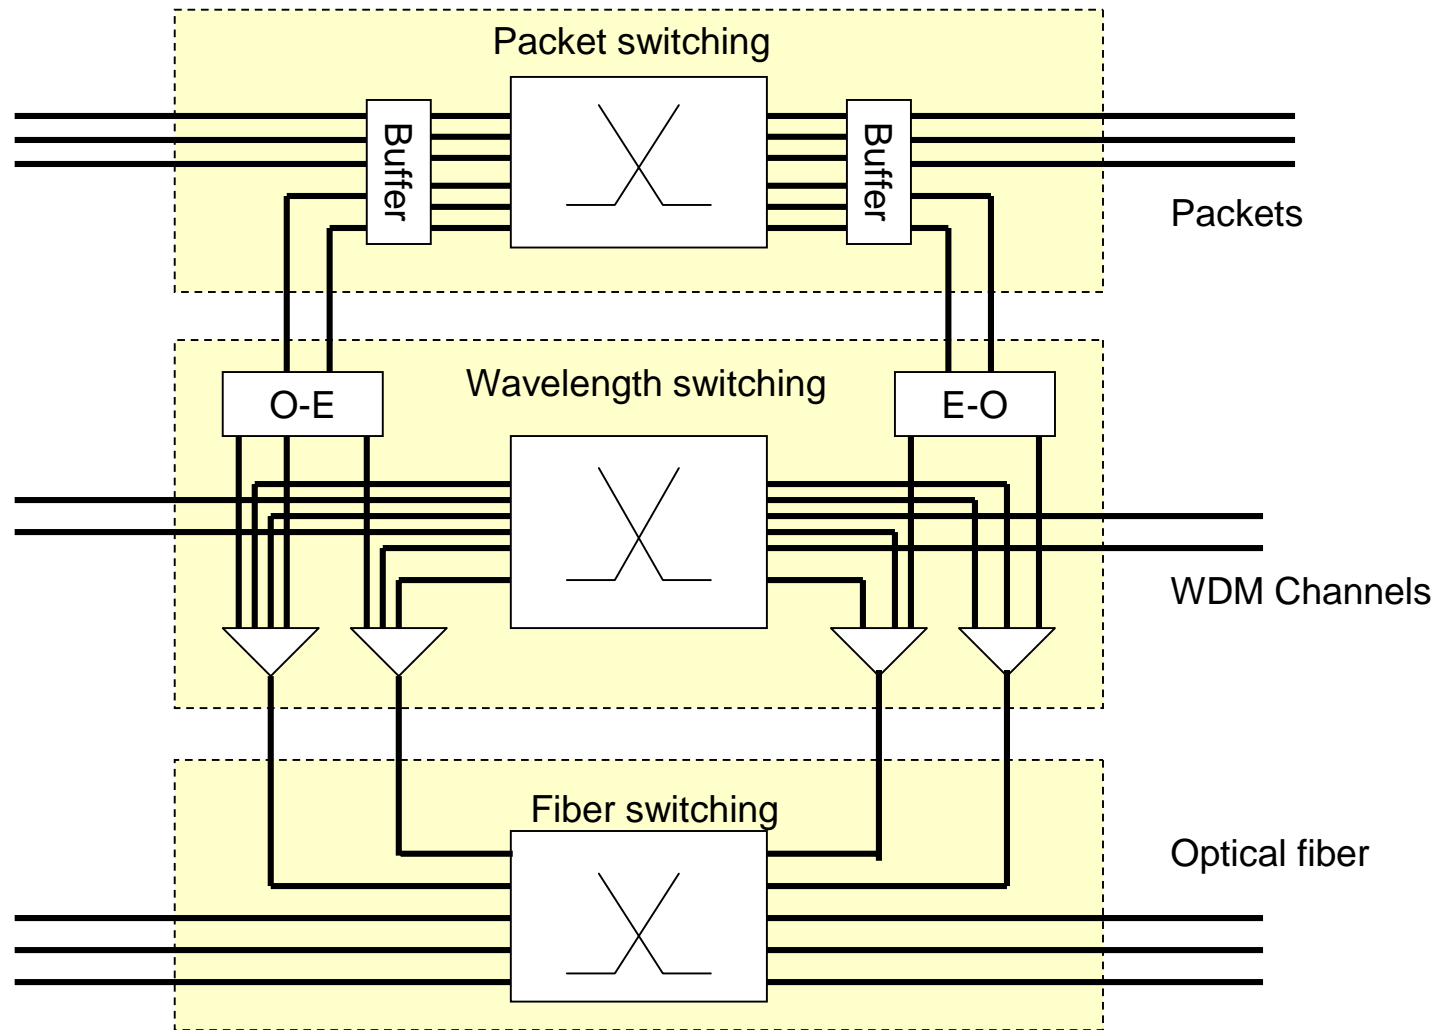 Packet switching
Buffer
Buffer
Packets
Wavelength switching
O-E
E-O
WDM Channels
Fiber switching
Optical fiber